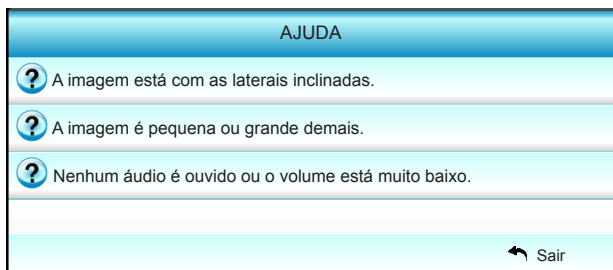 AJUDA
A imagem está com as laterais inclinadas.
A imagem é pequena ou grande demais.
Nenhum áudio é ouvido ou o volume está muito baixo.
Sair